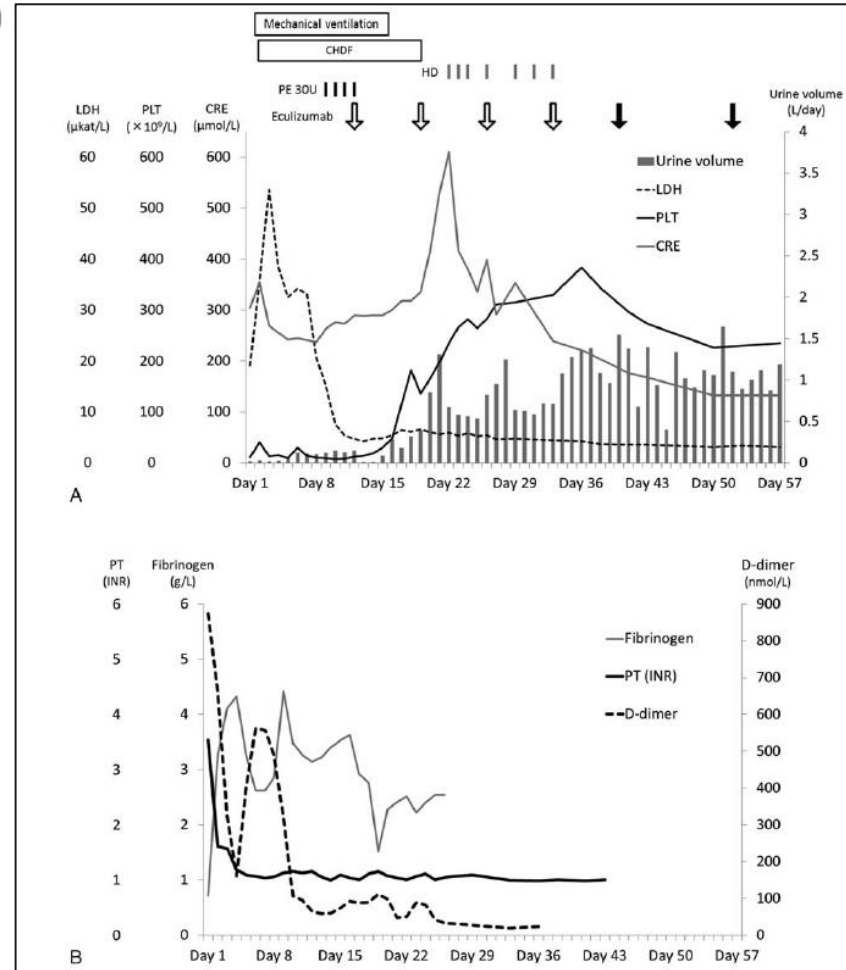 )
Mechanical ventilation
CHDF
HD
PE 30U
Eculizumab
LDH PLT CRE Urine volume
(μkat/L) (×10⁹/L) (μmol/L) (L/day)
60 600 600 4
50 500 500 3.5
40 400 400 3
30 300 300 2.5
20 200 200 2
10 100 100 1.5
0 0 0 1
0.5
0
Urine volume
LDH
PLT
CRE
Day 1 Day 8 Day 15 Day 22 Day 29 Day 36 Day 43 Day 50 Day 57
A
PT Fibrinogen D-dimer
(INR) (g/L) (nmol/L)
6 6 900
5 5 800
4 4 700
3 3 600
2 2 500
1 1 400
0 0 300
200
100
0
Fibrinogen
PT (INR)
D-dimer
Day 1 Day 8 Day 15 Day 22 Day 29 Day 36 Day 43 Day 50 Day 57
B